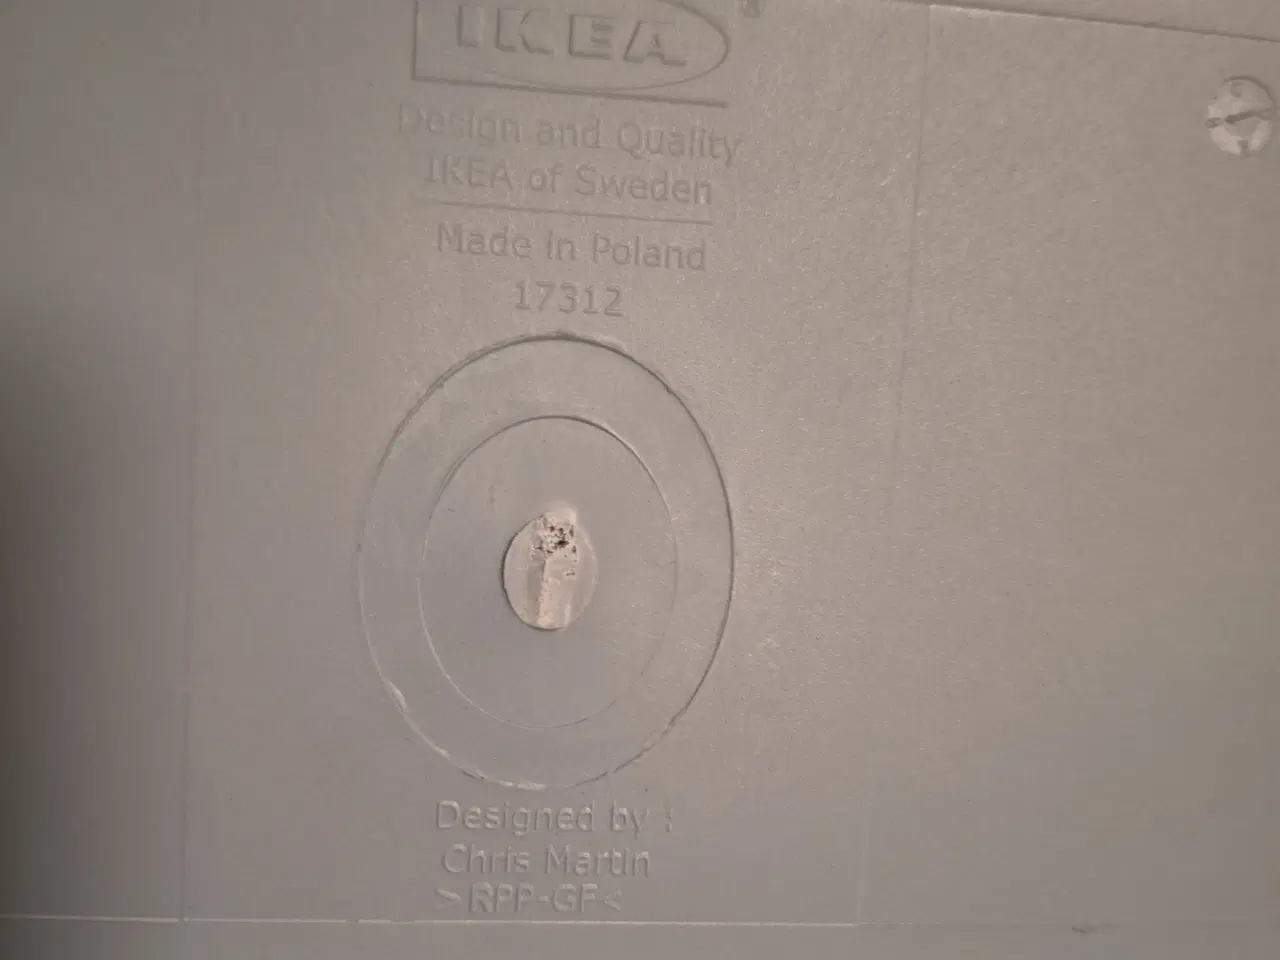 IKEA
Design and Quality
IKEA of Sweden
Made in Poland
17312
Designed by :
Chris Martin
>RPP-GF<